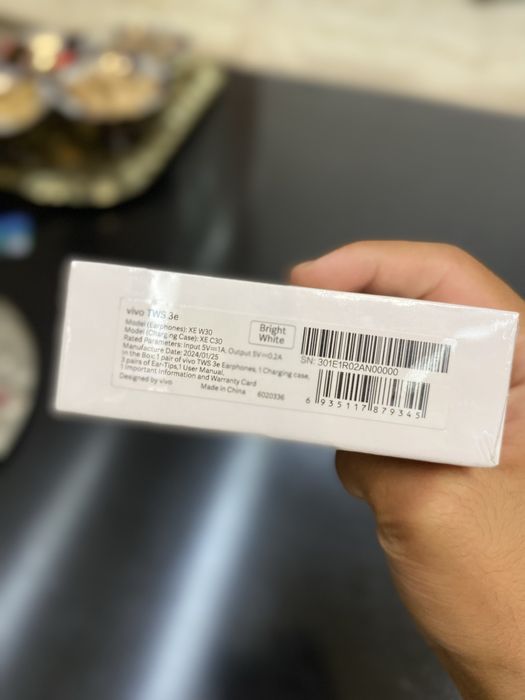 vivo TWS 3e
Model (Earphones): XE W30
Model (Charging Case): XE C30
Rated Parameters: Input 5V⎓1A, Output 5V⎓0.2A
Manufacture Date: 2024/01/25
In the Box: 1 pair of vivo TWS 3e Earphones, 1 Charging case,
3 pairs of Ear-Tips, 1 User Manual,
1 Important Information and Warranty Card
Designed by vivo
Made in China
6020336
Bright
White
SN: 301E1R02AN00000
6 935117 879345